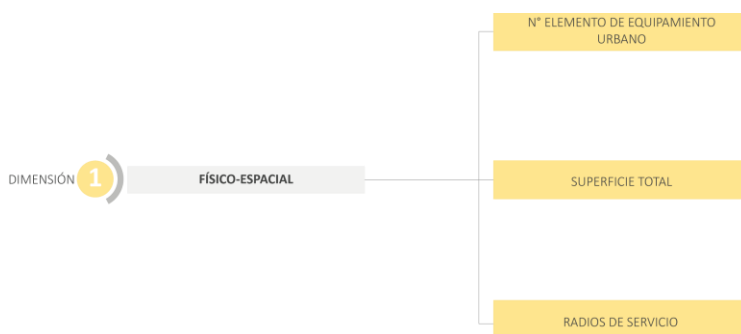 N° ELEMENTO DE EQUIPAMIENTO
URBANO
DIMENSIÓN 1 FÍSICO-ESPACIAL
SUPERFICIE TOTAL
RADIOS DE SERVICIO